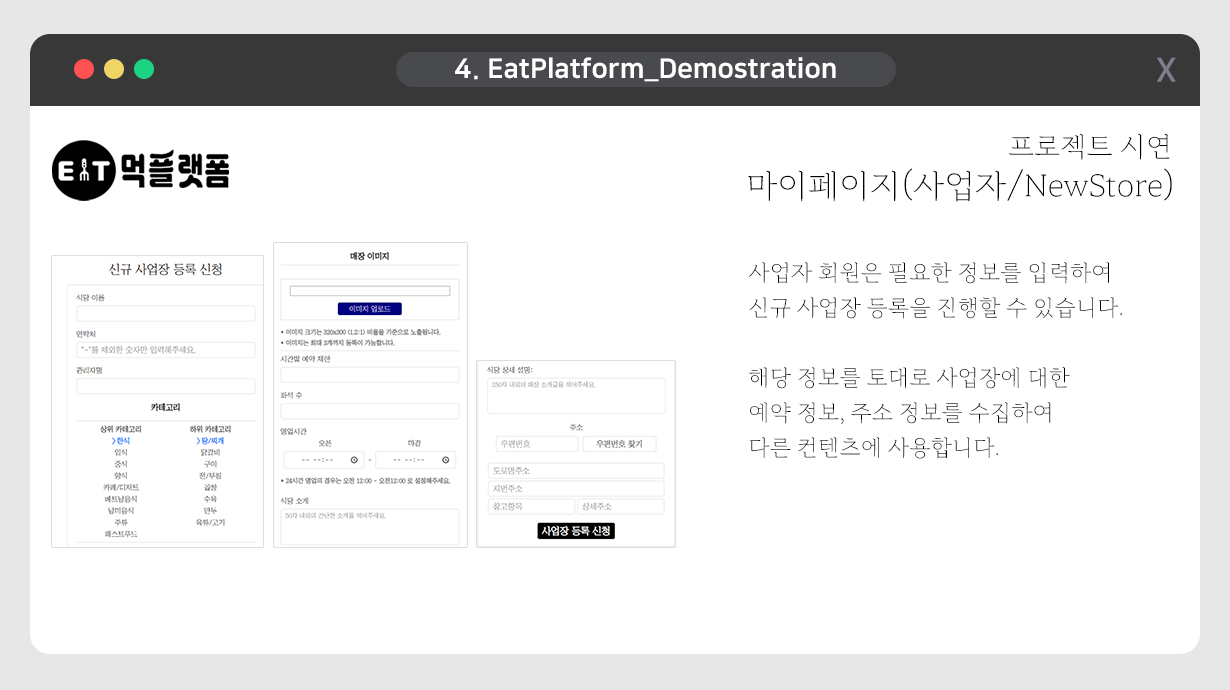 4. EatPlatform_Demostration
X
EAT 먹플랫폼
프로젝트 시연
마이페이지(사업자/NewStore)
신규 사업장 등록 신청
식당 이름
연락처
"-"를 제외한 숫자만 입력해주세요.
관리자명
카테고리
상위 카테고리 하위 카테고리
〉한식 〉탕/찌개
일식 닭갈비
중식 구이
양식 전/부침
카페/디저트 곱창
베트남음식 수육
남미음식 만두
주류 육류/고기
패스트푸드
매장 이미지
이미지 업로드
• 이미지 크기는 320x300 (1.2:1) 비율을 기준으로 노출됩니다.
• 이미지는 최대 3개까지 등록이 가능합니다.
시간별 예약 제한
좌석 수
영업시간
오픈 마감
-- --:-- - -- --:--
• 24시간 영업의 경우는 오전 12:00 - 오전12:00 로 설정해주세요.
식당 소개
50자 내외의 간단한 소개를 적어주세요.
식당 상세 설명:
250자 내외의 매장 소개글을 적어주세요.
주소
우편번호 우편번호 찾기
도로명주소
지번주소
참고항목 상세주소
사업장 등록 신청
사업자 회원은 필요한 정보를 입력하여
신규 사업장 등록을 진행할 수 있습니다.
해당 정보를 토대로 사업장에 대한
예약 정보, 주소 정보를 수집하여
다른 컨텐츠에 사용합니다.